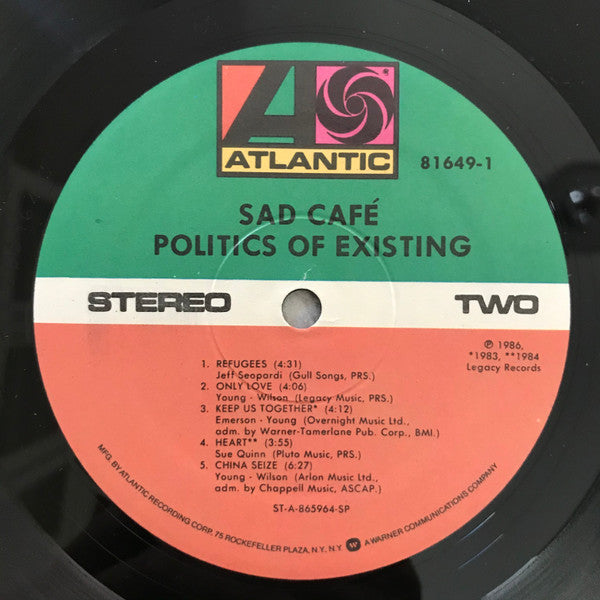 ATLANTIC
®
81649-1
SAD CAFÉ
POLITICS OF EXISTING
STEREO
TWO
℗ 1986,
*1983, **1984
Legacy Records
1. REFUGEES (4:31)
Jeff Seopardi (Gull Songs, PRS.)
2. ONLY LOVE (4:06)
Young - Wilson (Legacy Music, PRS.)
3. KEEP US TOGETHER* (4:12)
Emerson - Young (Overnight Music Ltd.,
adm. by Warner-Tamerlane Pub. Corp., BMI.)
4. HEART** (3:55)
Sue Quinn (Pluto Music, PRS.)
5. CHINA SEIZE (6:27)
Young - Wilson (Arlon Music Ltd.,
adm. by Chappell Music, ASCAP.)
ST-A-865964-SP
MFG. BY ATLANTIC RECORDING CORP., 75 ROCKEFELLER PLAZA, N.Y. N.Y. A WARNER COMMUNICATIONS COMPANY